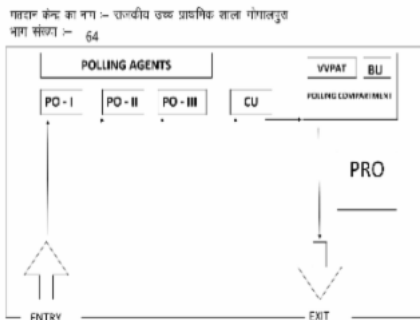 मतदान केन्द्र का नाम :- राजकीय उच्च प्राथमिक शाला गोपालपुरा
भाग संख्या :- 64
POLLING AGENTS
VVPAT BU
POLLING COMPARTMENT
PO - I PO - II PO - III CU
PRO
ENTRY EXIT